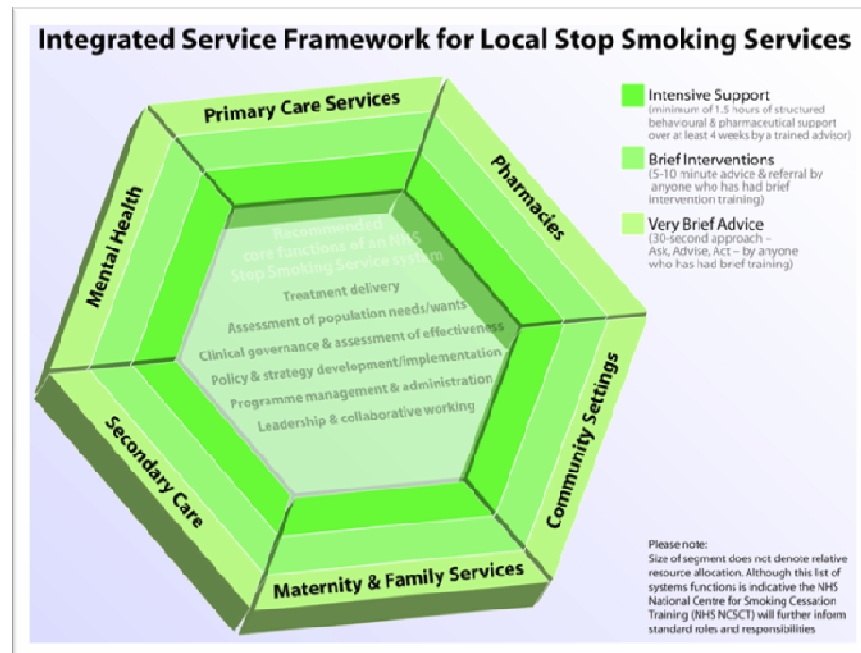 Integrated Service Framework for Local Stop Smoking Services
Primary Care Services
Pharmacies
Community Settings
Maternity & Family Services
Secondary Care
Mental Health
Recommended
core functions of an NHS
Stop Smoking Service system
Treatment delivery
Assessment of population needs/wants
Clinical governance & assessment of effectiveness
Policy & strategy development/implementation
Programme management & administration
Leadership & collaborative working
Intensive Support
(minimum of 1.5 hours of structured
behavioural & pharmaceutical support
over at least 4 weeks by a trained advisor)
Brief Interventions
(5-10 minute advice & referral by
anyone who has had brief
intervention training)
Very Brief Advice
(30-second approach –
Ask, Advise, Act – by anyone
who has had brief training)
Please note:
Size of segment does not denote relative
resource allocation. Although this list of
systems functions is indicative the NHS
National Centre for Smoking Cessation
Training (NHS NCSCT) will further inform
standard roles and responsibilities